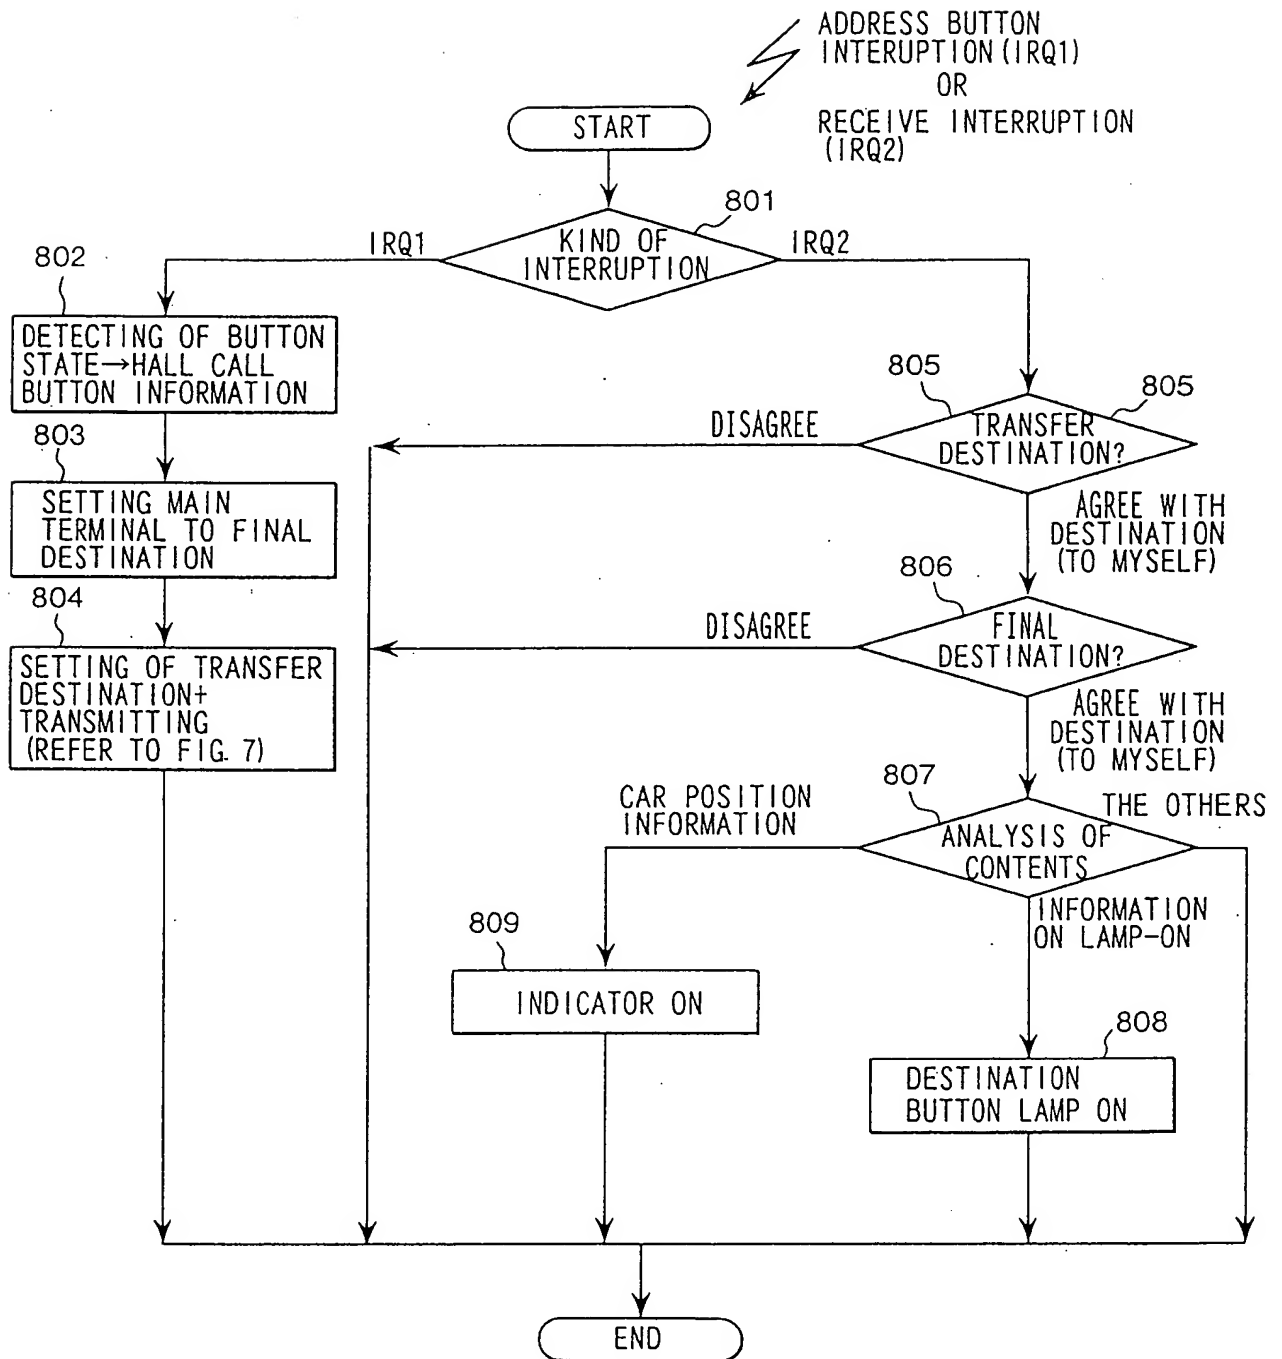 ADDRESS BUTTON
INTERUPTION(IRQ1)
OR
RECEIVE INTERRUPTION
(IRQ2)
START
801
KIND OF
INTERRUPTION
IRQ1
IRQ2
802
DETECTING OF BUTTON
STATE→HALL CALL
BUTTON INFORMATION
803
SETTING MAIN
TERMINAL TO FINAL
DESTINATION
804
SETTING OF TRANSFER
DESTINATION+
TRANSMITTING
(REFER TO FIG. 7)
805
805
TRANSFER
DESTINATION?
DISAGREE
AGREE WITH
DESTINATION
(TO MYSELF)
806
FINAL
DESTINATION?
DISAGREE
AGREE WITH
DESTINATION
(TO MYSELF)
807
ANALYSIS OF
CONTENTS
CAR POSITION
INFORMATION
THE OTHERS
INFORMATION
ON LAMP-ON
809
INDICATOR ON
808
DESTINATION
BUTTON LAMP ON
END